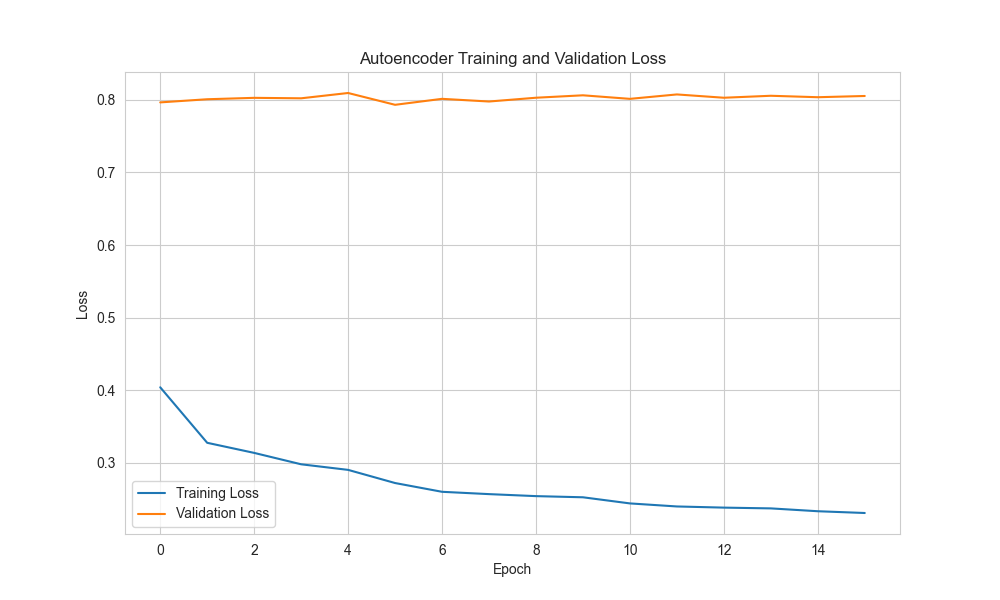 Autoencoder Training and Validation Loss
0.8
0.7
0.6
0.5
0.4
0.3
Loss
Training Loss
Validation Loss
0 2 4 6 8 10 12 14
Epoch